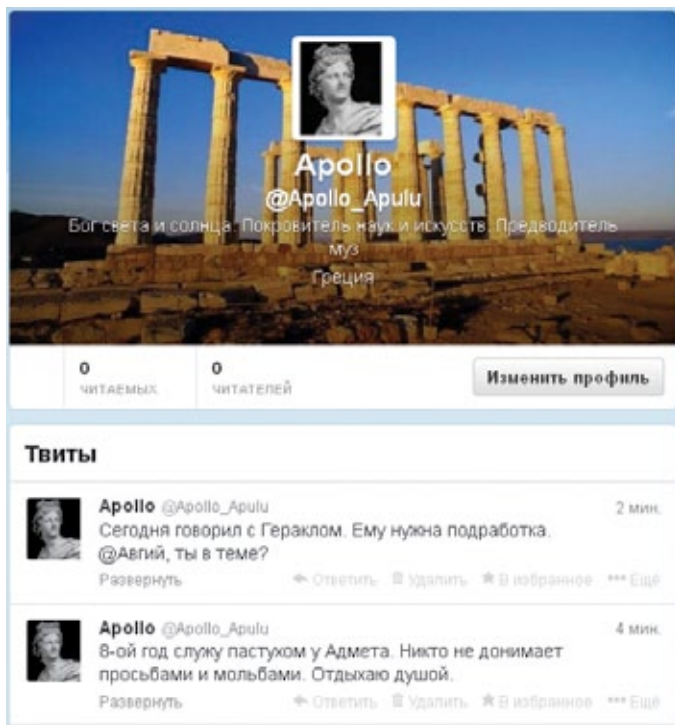 Apollo
@Apollo_Apulu
Бог света и солнца. Покровитель наук и искусств. Предводитель
муз
Греция
0
ЧИТАЕМЫХ
0
ЧИТАТЕЛЕЙ
Изменить профиль
Твиты
Apollo @Apollo_Apulu 2 мин.
Сегодня говорил с Гераклом. Ему нужна подработка.
@Авгий, ты в теме?
Развернуть Ответить Удалить В избранное Ещё
Apollo @Apollo_Apulu 4 мин.
8-ой год служу пастухом у Адмета. Никто не донимает
просьбами и мольбами. Отдыхаю душой.
Развернуть Ответить Удалить В избранное Ещё